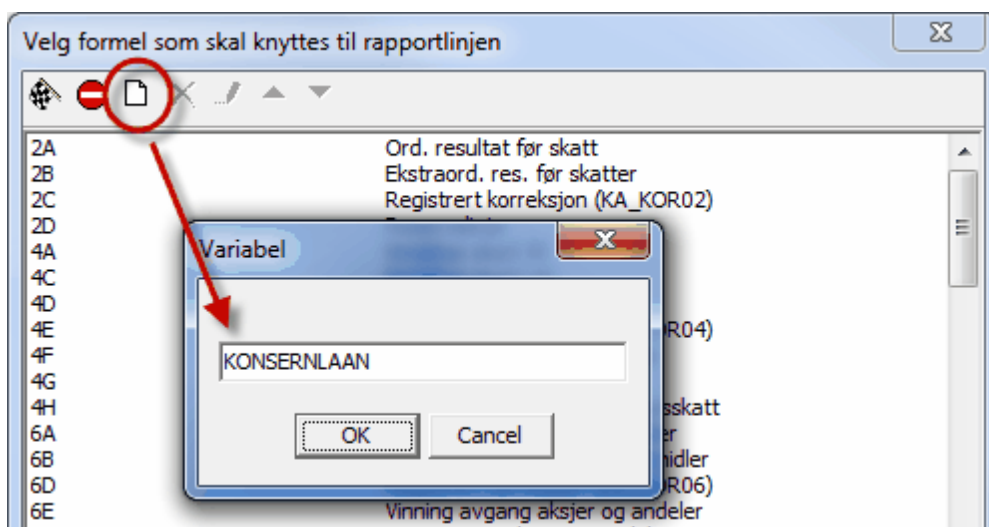 Velg formel som skal knyttes til rapportlinjen
2A Ord. resultat før skatt
2B Ekstraord. res. før skatter
2C Registrert korreksjon (KA_KOR02)
2D
Variabel
4A
4C
4D
4E R04)
4F
KONSERNLAAN
4G
4H sskatt
OK Cancel
6A er
6B nidler
6D R06)
6E Vinning avgang aksjer og andeler